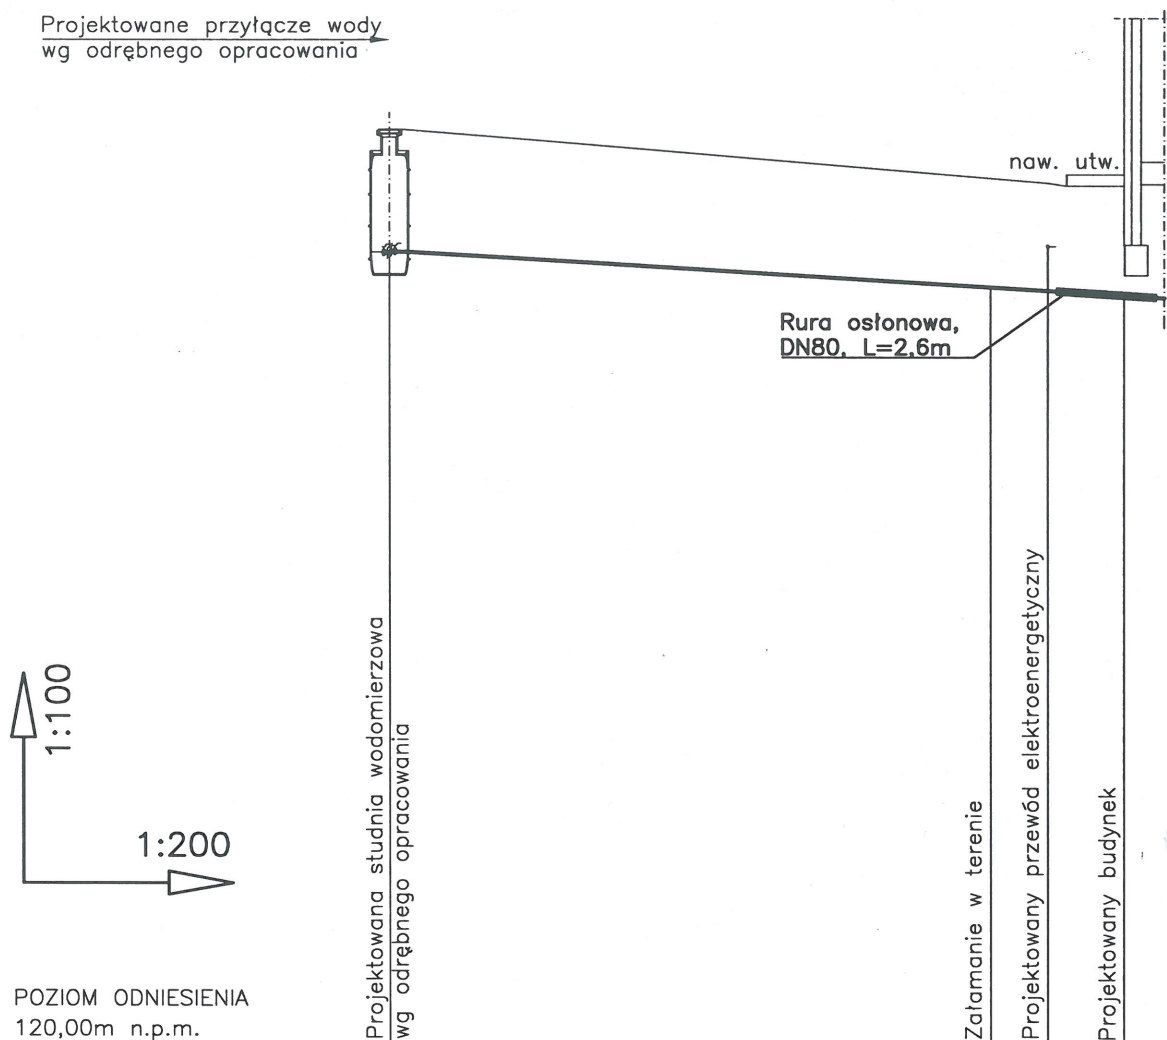 Projektowane przyłącze wody
wg odrębnego opracowania
naw. utw.
Rura osłonowa,
DN80, L=2,6m
Projektowana studnia wodomierzowa
wg odrębnego opracowania
Załamanie w terenie
Projektowany przewód elektroenergetyczny
Projektowany budynek
1:100
1:200
POZIOM ODNIESIENIA
120,00m n.p.m.